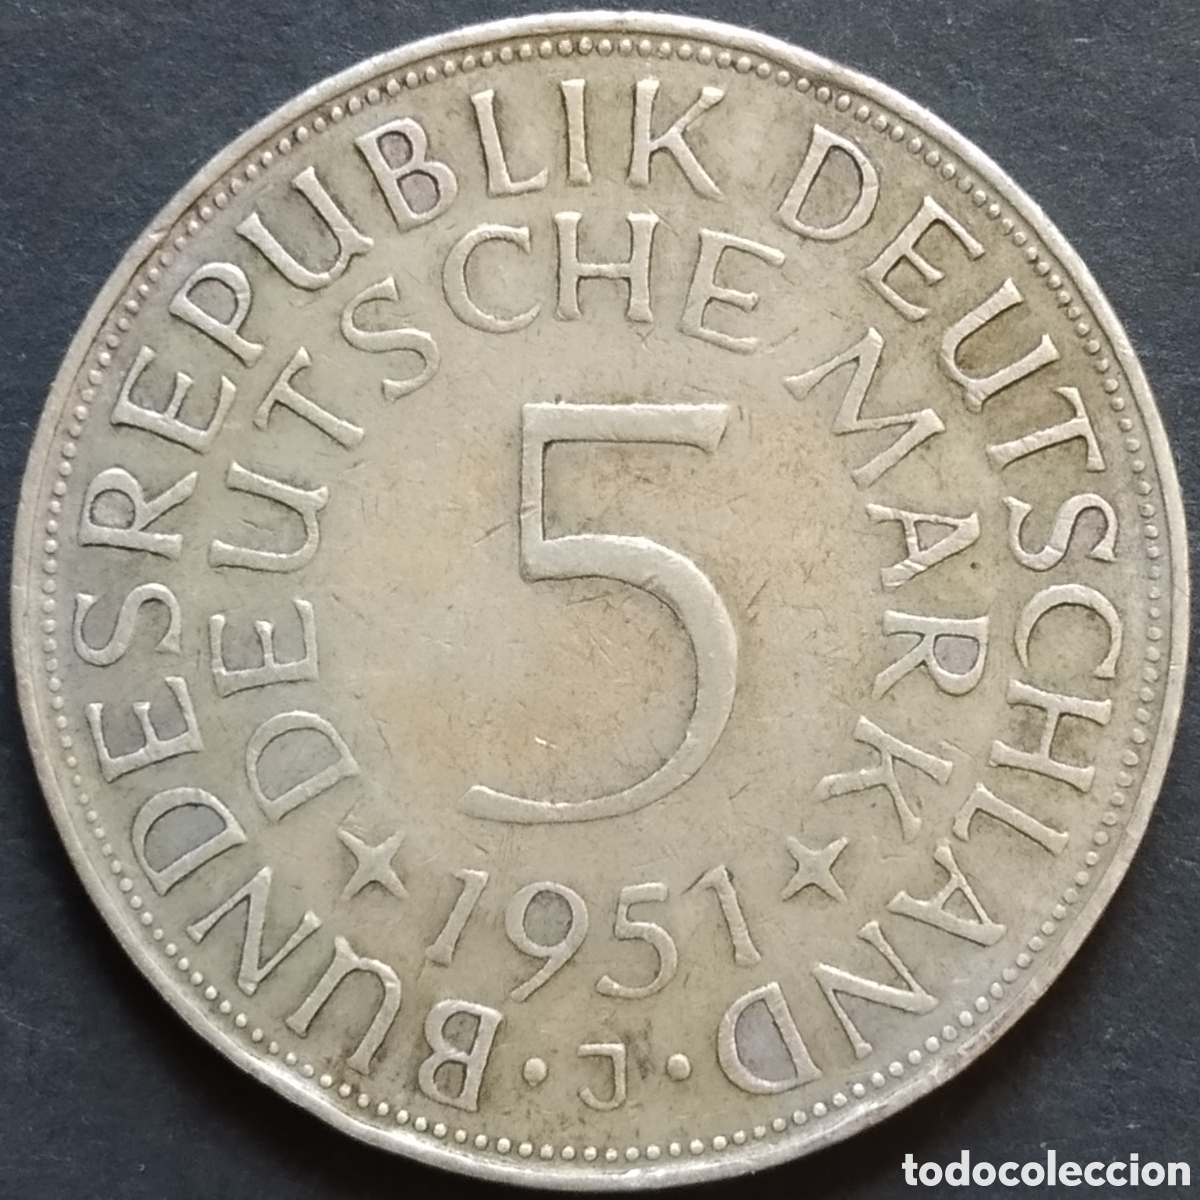 BUNDESREPUBLIK DEUTSCHLAND
DEUTSCHE MARK
5
1951
· J ·
todocoleccion